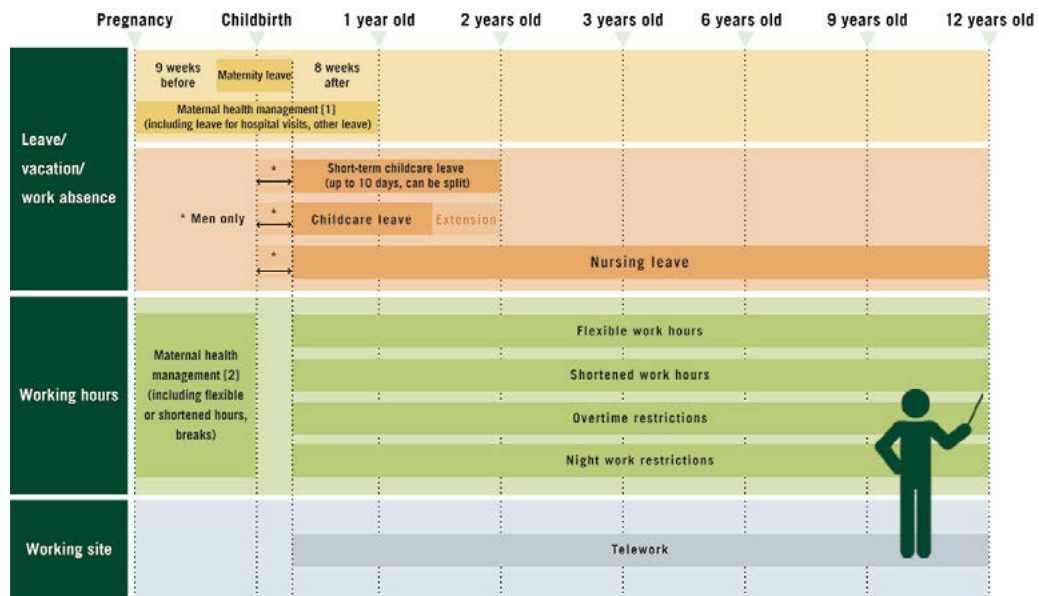 Pregnancy Childbirth 1 year old 2 years old 3 years old 6 years old 9 years old 12 years old
Leave/
vacation/
work absence
9 weeks
before
Maternity leave
8 weeks
after
Maternal health management [1]
(including leave for hospital visits, other leave)
*
Short-term childcare leave
(up to 10 days, can be split)
* Men only
*
Childcare leave
Extension
*
Nursing leave
Working hours
Maternal health
management [2]
(including flexible
or shortened hours,
breaks)
Flexible work hours
Shortened work hours
Overtime restrictions
Night work restrictions
Working site
Telework